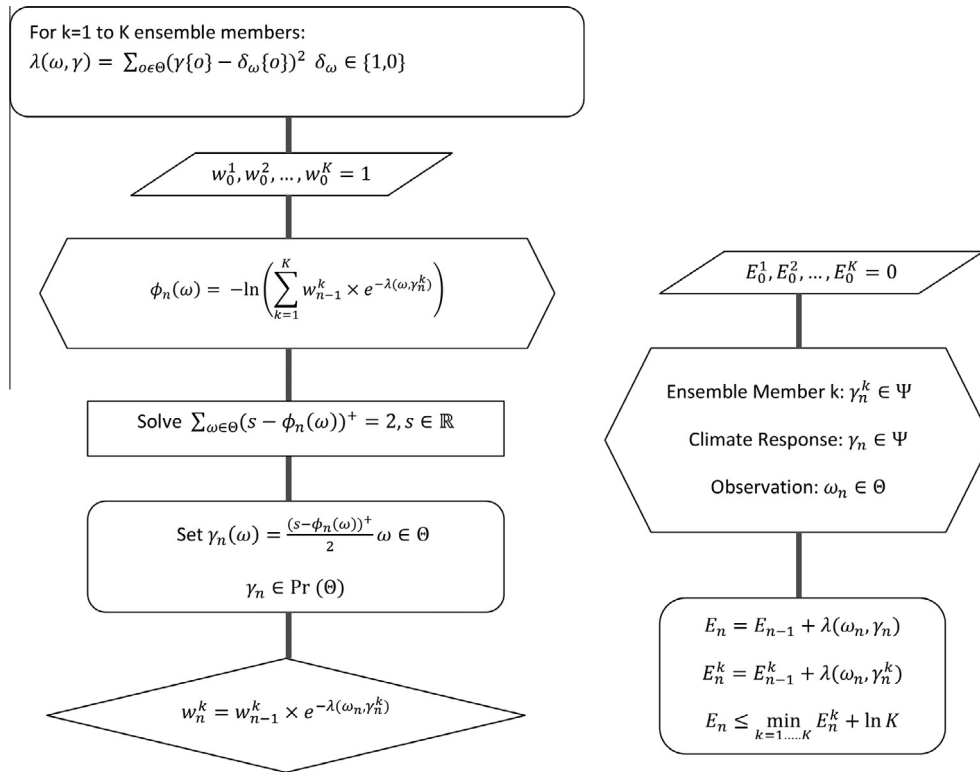 For k=1 to K ensemble members:
λ(ω,γ) = ∑_{oϵΘ}(γ{o} − δ_ω{o})² δ_ω ∈ {1,0}
w_0^1, w_0^2, ..., w_0^K = 1
ϕ_n(ω) = −ln(∑_{k=1}^{K} w_{n−1}^k × e^{−λ(ω,γ_n^k)})
Solve ∑_{ω∈Θ}(s − ϕ_n(ω))⁺ = 2, s ∈ ℝ
Set γ_n(ω) = (s−ϕ_n(ω))⁺/2 ω ∈ Θ
γ_n ∈ Pr (Θ)
w_n^k = w_{n−1}^k × e^{−λ(ω_n,γ_n^k)}
E_0^1, E_0^2, ..., E_0^K = 0
Ensemble Member k: γ_n^k ∈ Ψ
Climate Response: γ_n ∈ Ψ
Observation: ω_n ∈ Θ
E_n = E_{n−1} + λ(ω_n, γ_n)
E_n^k = E_{n−1}^k + λ(ω_n, γ_n^k)
E_n ≤ min_{k=1.....K} E_n^k + ln K